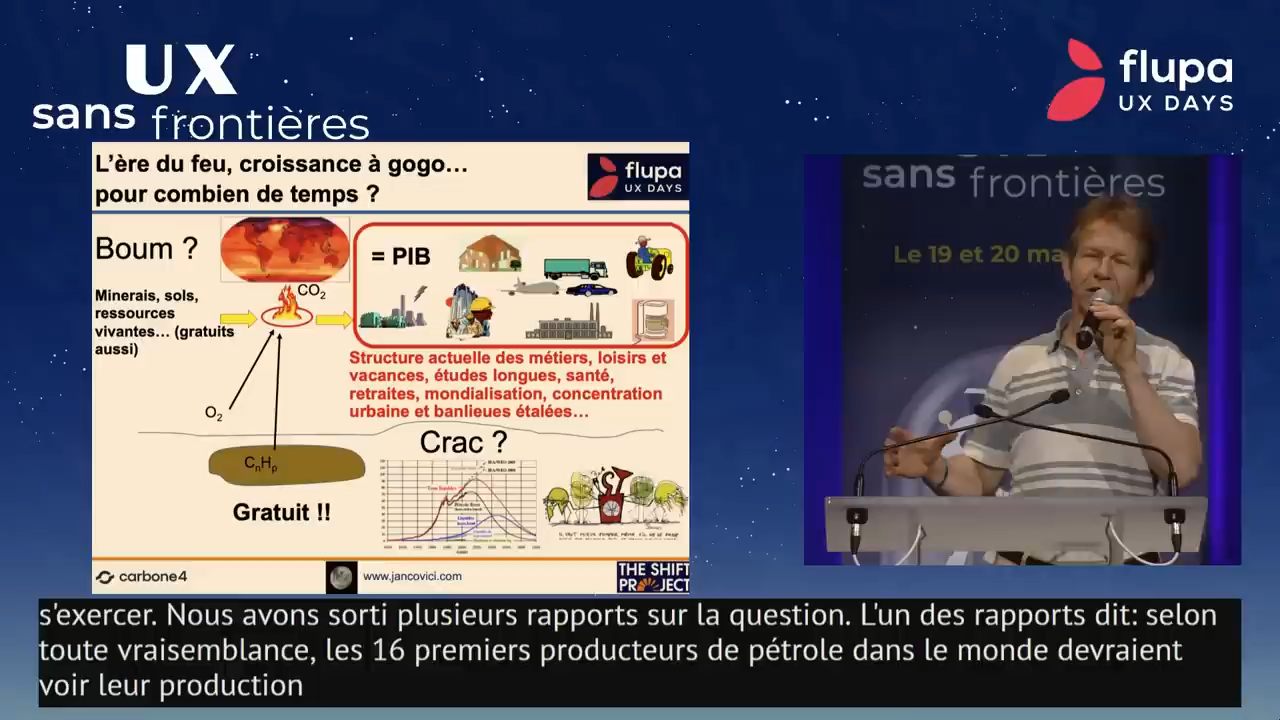 UX
sans frontières
flupa
UX DAYS
L'ère du feu, croissance à gogo…
pour combien de temps ?
flupa
UX DAYS
Boum ?
= PIB
CO2
Minerais, sols,
ressources
vivantes… (gratuits
aussi)
Structure actuelle des métiers, loisirs et
vacances, études longues, santé,
retraites, mondialisation, concentration
urbaine et banlieues étalées…
O2
Crac ?
CnHp
Gratuit !!
carbone4
www.jancovici.com
THE SHIFT
PROJECT
sans frontières
Le 19 et 20 ma
s'exercer. Nous avons sorti plusieurs rapports sur la question. L'un des rapports dit: selon
toute vraisemblance, les 16 premiers producteurs de pétrole dans le monde devraient
voir leur production